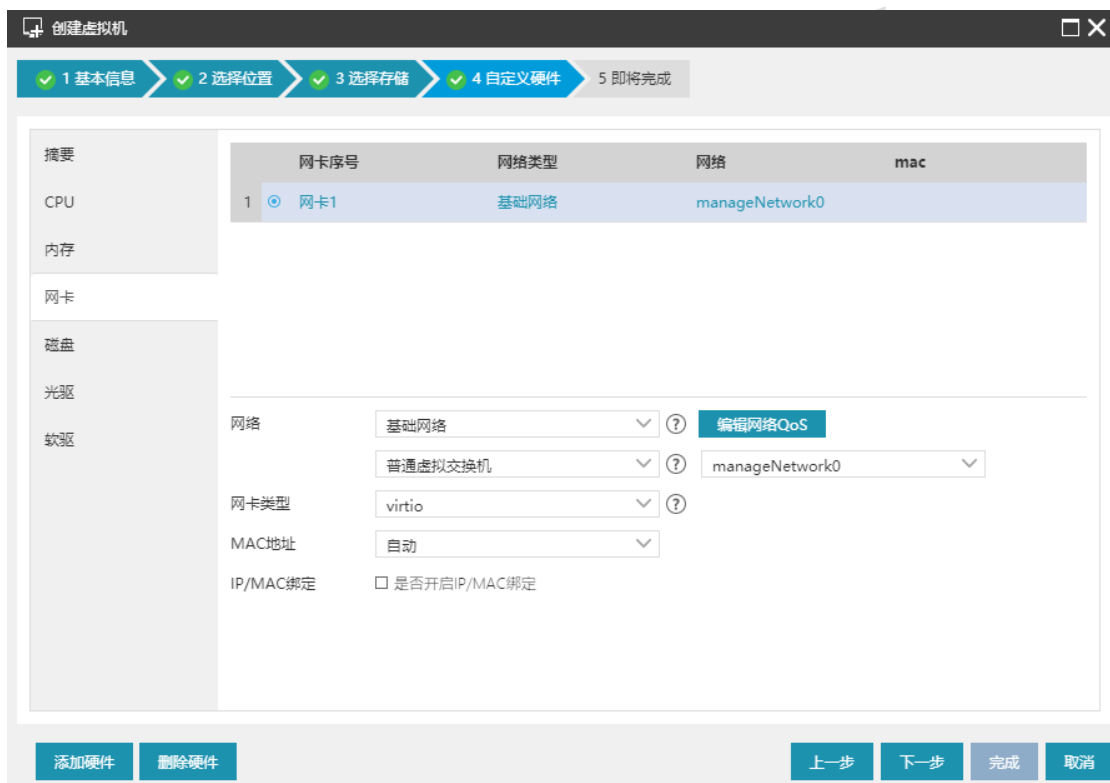 创建虚拟机
1 基本信息 2 选择位置 3 选择存储 4 自定义硬件 5 即将完成
摘要
CPU
内存
网卡
磁盘
光驱
软驱
网卡序号 网络类型 网络 mac
1 网卡1 基础网络 manageNetwork0
网络 基础网络 ? 编辑网络QoS
普通虚拟交换机 ? manageNetwork0
网卡类型 virtio ?
MAC地址 自动
IP/MAC绑定 是否开启IP/MAC绑定
添加硬件 删除硬件 上一步 下一步 完成 取消